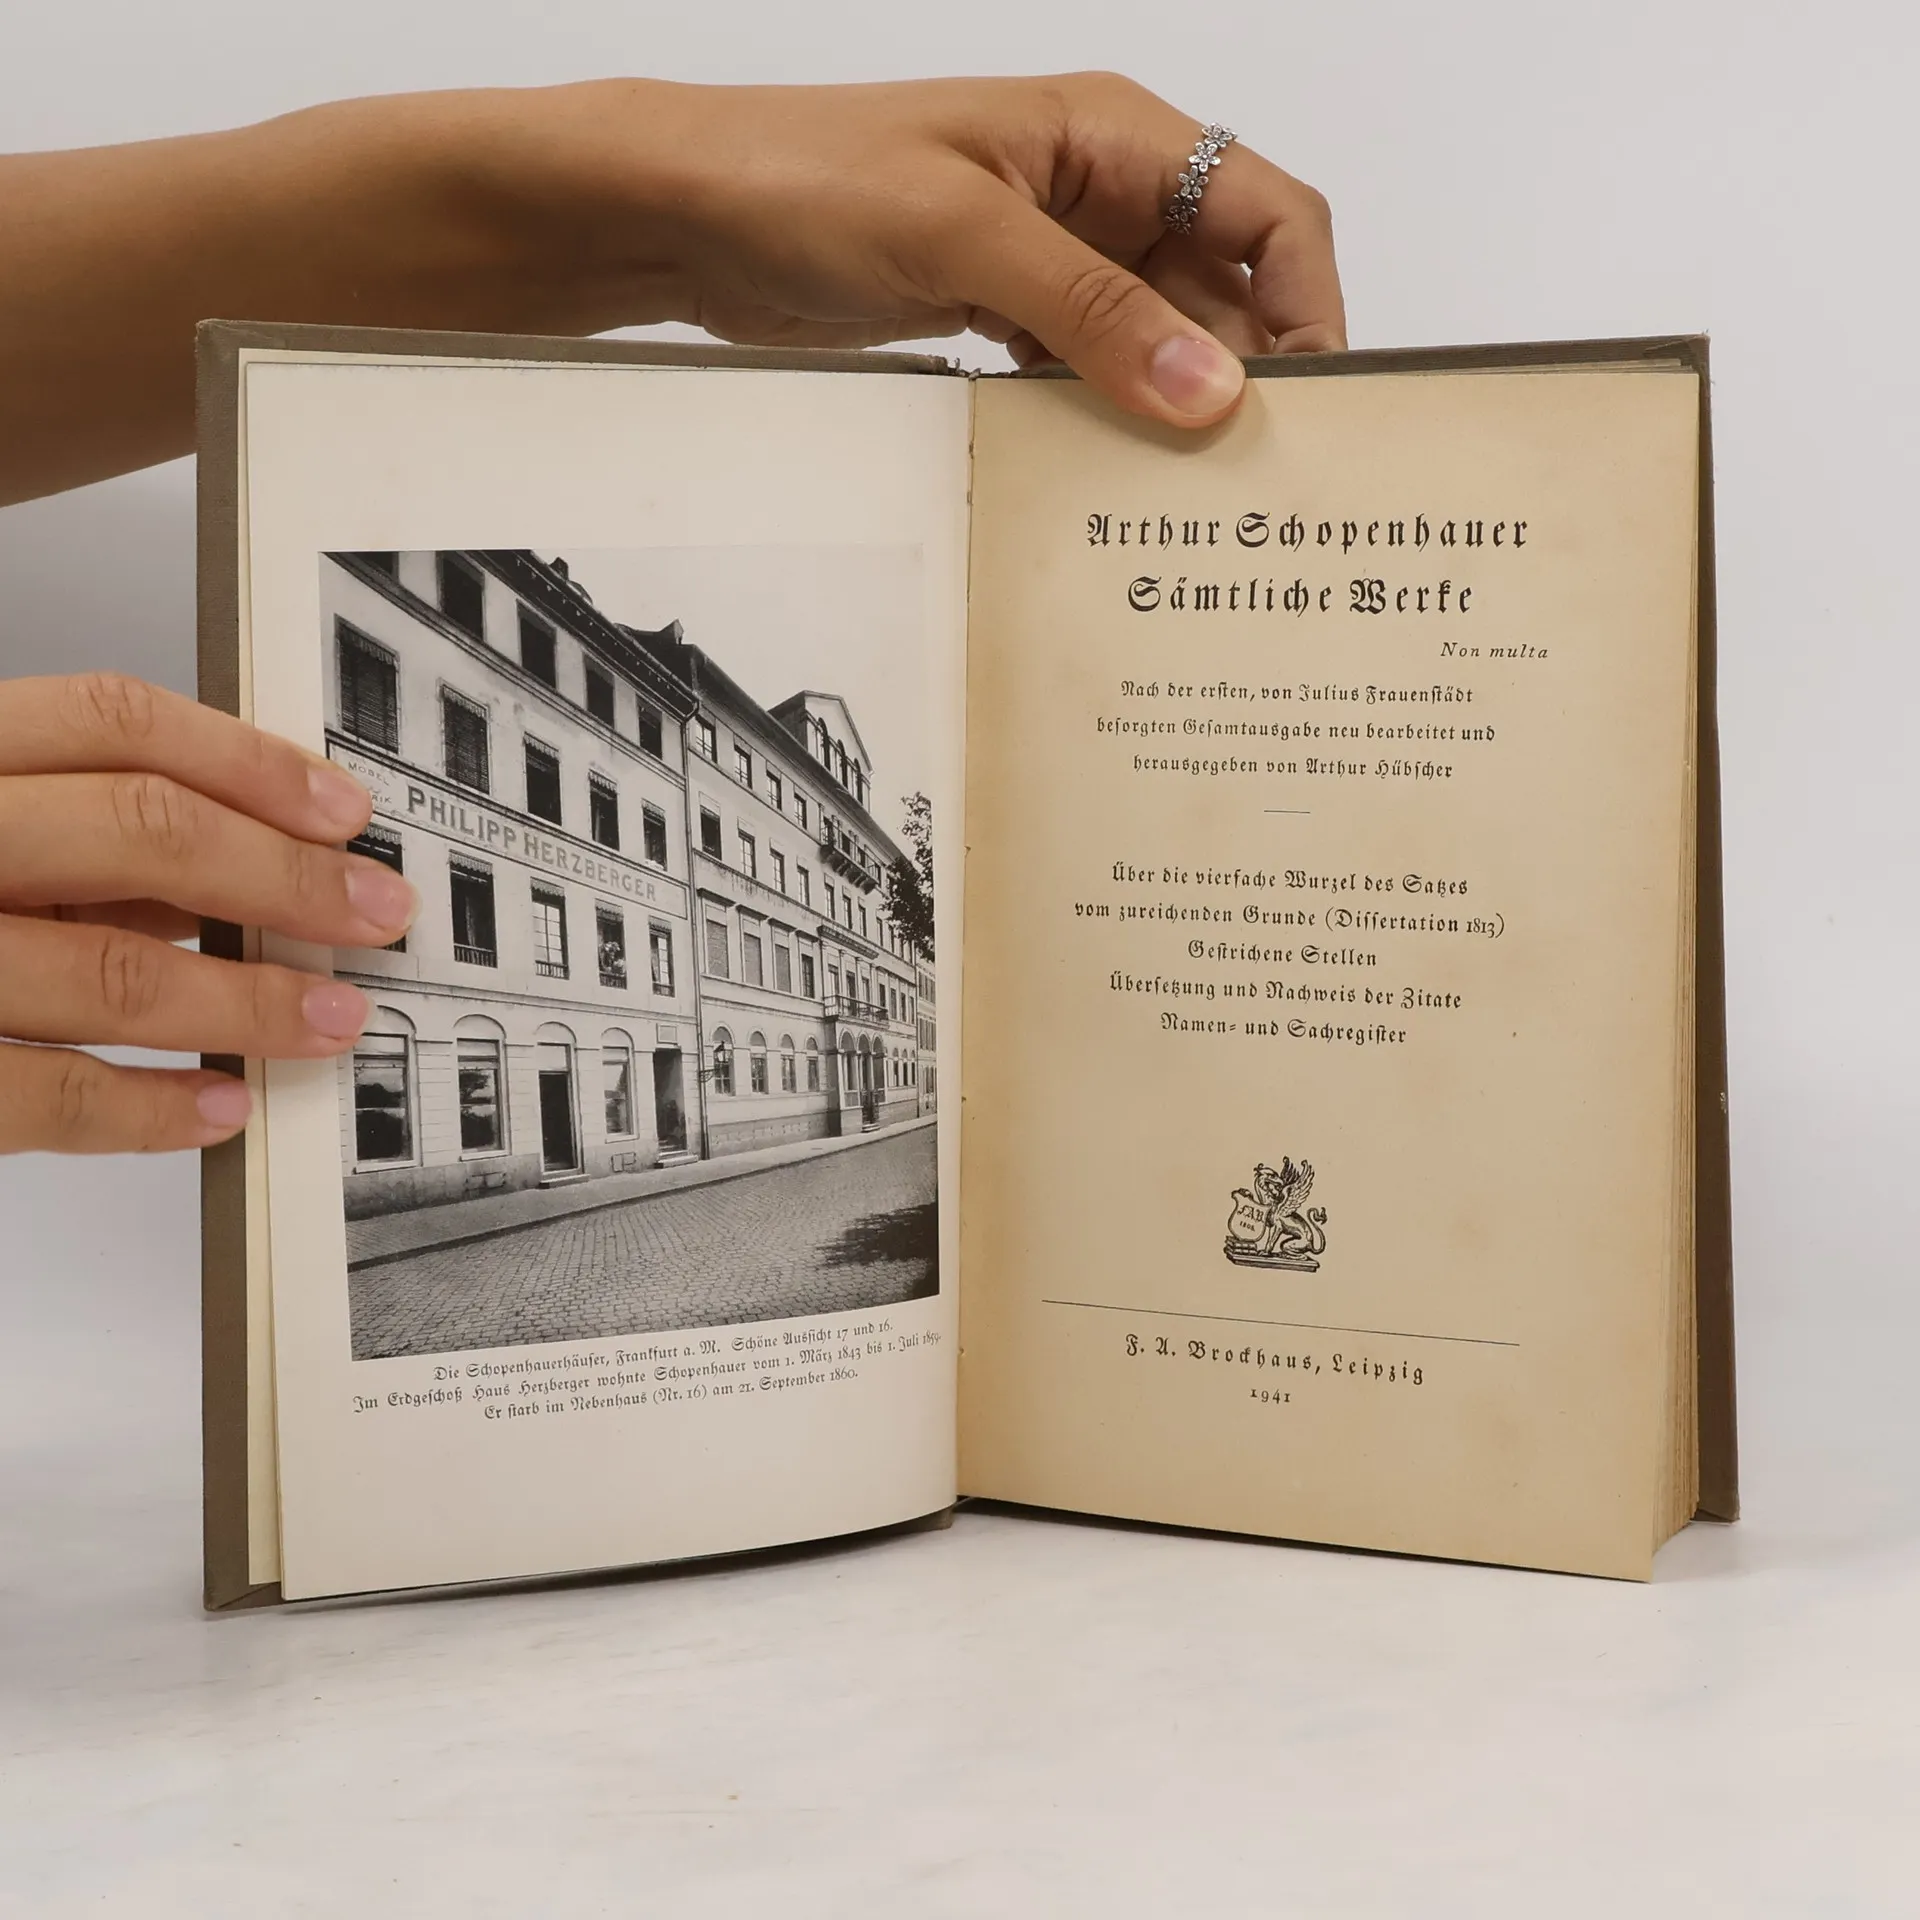 MÖBEL
PHILIPP HERZBERGER
Die Schopenhauerhäuser, Frankfurt a. M. Schöne Aussicht 17 und 16.
Im Erdgeschoß Haus Herzberger wohnte Schopenhauer vom 1. März 1843 bis 1. Juli 1859.
Er starb im Nebenhaus (Nr. 16) am 21. September 1860.
Arthur Schopenhauer
Sämtliche Werke
Non multa
Nach der ersten, von Julius Frauenstädt
besorgten Gesamtausgabe neu bearbeitet und
herausgegeben von Arthur Hübscher
Über die vierfache Wurzel des Satzes
vom zureichenden Grunde (Dissertation 1813)
Gestrichene Stellen
Übersetzung und Nachweis der Zitate
Namen- und Sachregister
F.A.B.
F. A. Brockhaus, Leipzig
1941